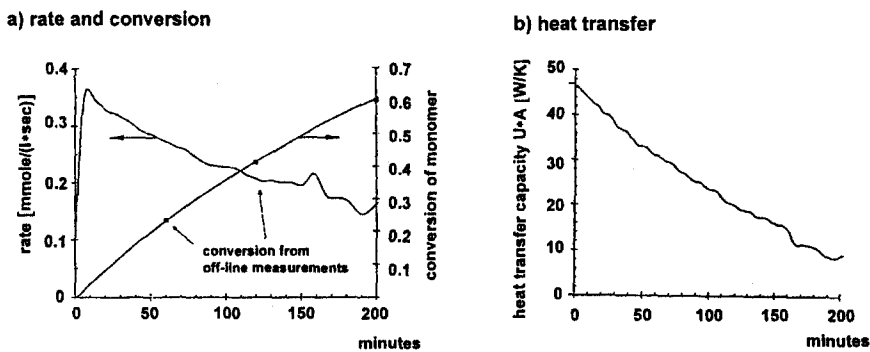 a) rate and conversion
0.4
0.3
0.2
0.1
0
rate [mmole/(l*sec)]
0.7
0.6
0.5
0.4
0.3
0.2
0.1
conversion of monomer
conversion from
off-line measurements
0 50 100 150 200
minutes
b) heat transfer
50
40
30
20
10
0
heat transfer capacity U*A [W/K]
0 50 100 150 200
minutes